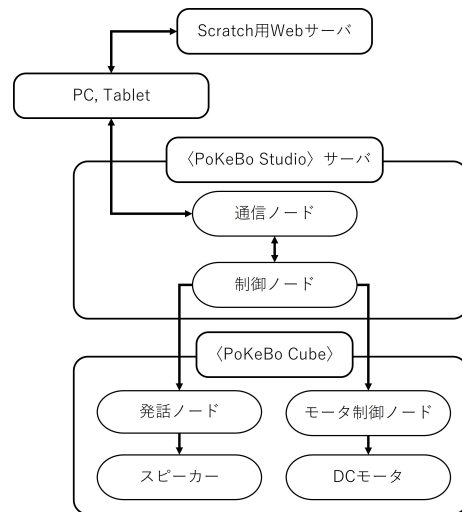 Scratch用Webサーバ
PC, Tablet
〈PoKeBo Studio〉サーバ
通信ノード
制御ノード
〈PoKeBo Cube〉
発話ノード
モータ制御ノード
スピーカー
DCモータ